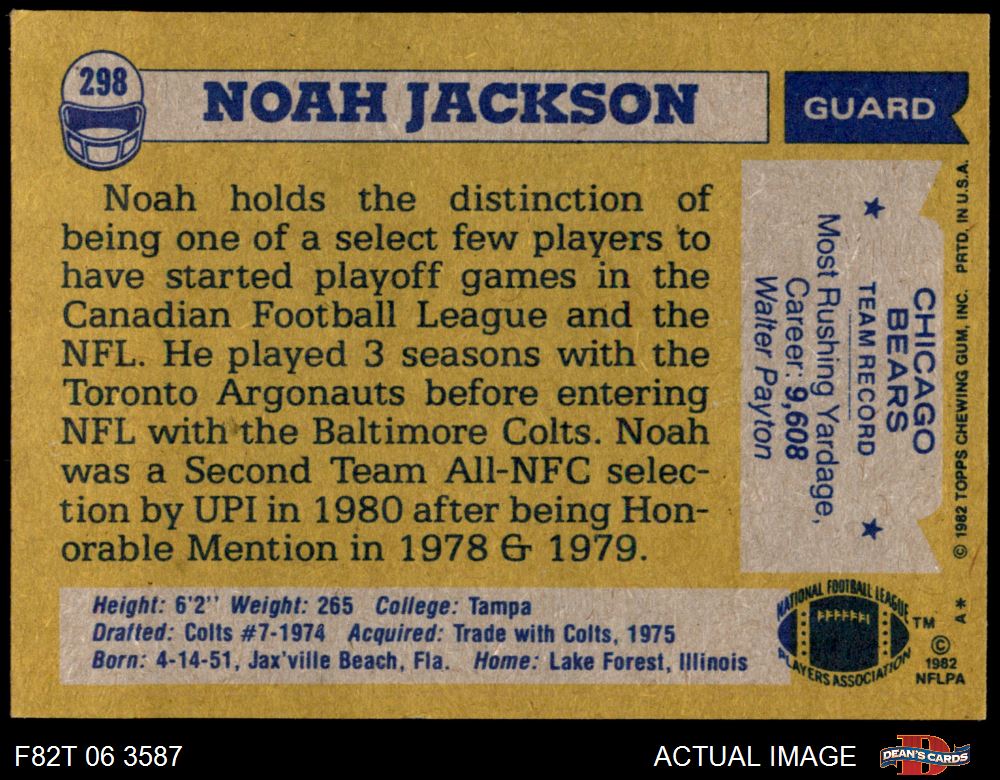 298
NOAH JACKSON
GUARD
Noah holds the distinction of
being one of a select few players to
have started playoff games in the
Canadian Football League and the
NFL. He played 3 seasons with the
Toronto Argonauts before entering
NFL with the Baltimore Colts. Noah
was a Second Team All-NFC selec-
tion by UPI in 1980 after being Hon-
orable Mention in 1978 & 1979.
CHICAGO
BEARS
★ TEAM RECORD ★
Most Rushing Yardage,
Career: 9,608
Walter Payton
© 1982 TOPPS CHEWING GUM, INC. PRTD. IN U.S.A.
A*
Height: 6'2" Weight: 265 College: Tampa
Drafted: Colts #7-1974 Acquired: Trade with Colts, 1975
Born: 4-14-51, Jax'ville Beach, Fla. Home: Lake Forest, Illinois
NATIONAL FOOTBALL LEAGUE
PLAYERS ASSOCIATION
TM
©
1982
NFLPA
F82T 06 3587
ACTUAL IMAGE
DEAN'S CARDS